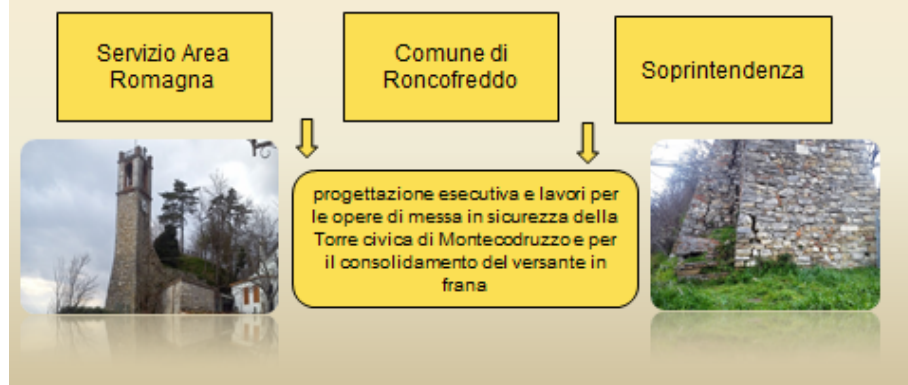 Servizio Area
Romagna
Comune di
Roncofreddo
Soprintendenza
progettazione esecutiva e lavori per
le opere di messa in sicurezza della
Torre civica di Montecodruzzo e per
il consolidamento del versante in
frana